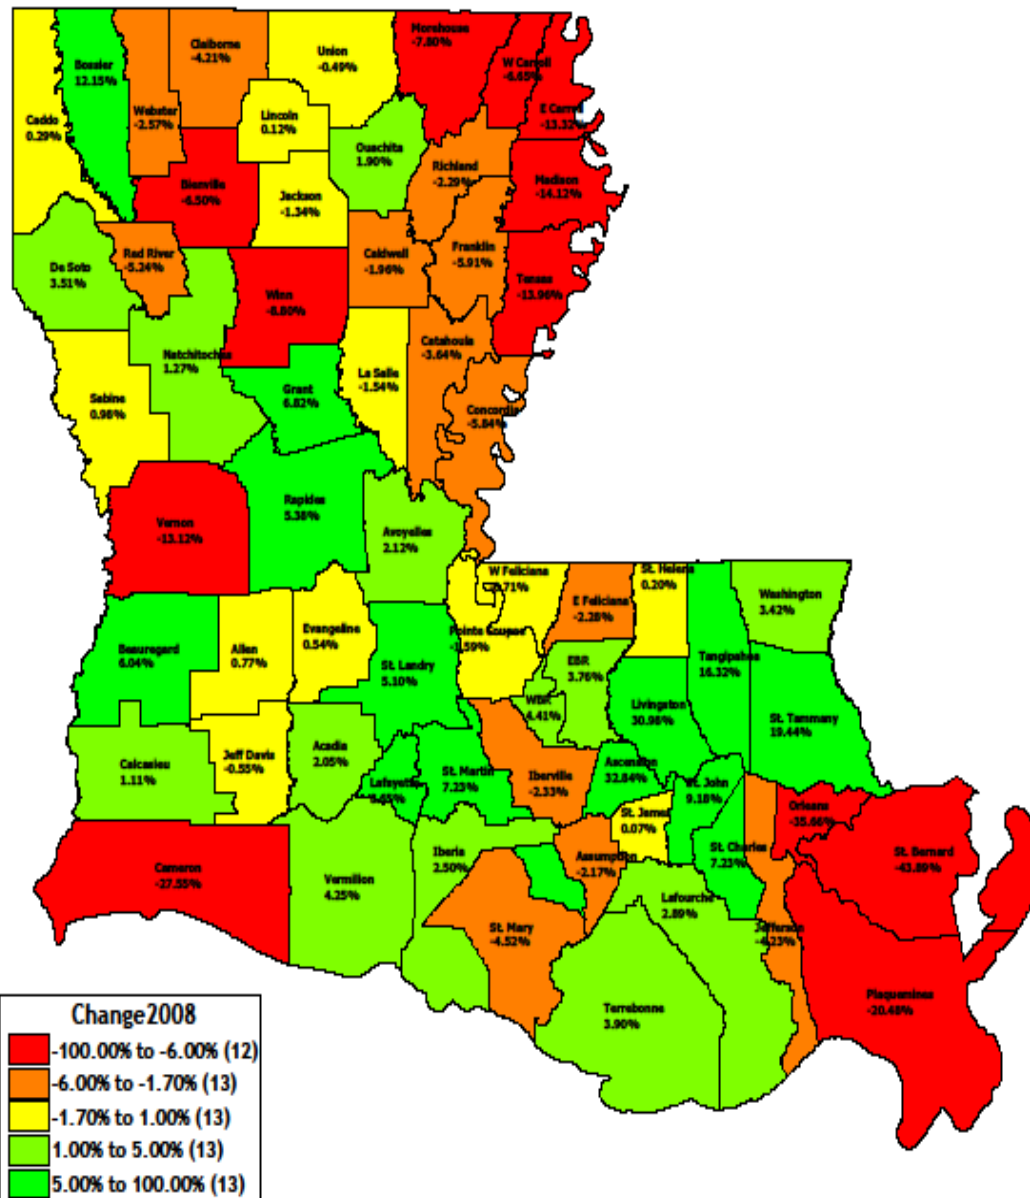 Caddo
0.29%
Bossier
12.15%
Webster
-2.57%
Claiborne
-4.21%
Union
-0.49%
Morehouse
-7.80%
W Carroll
-6.65%
E Carroll
-13.32%
Lincoln
0.12%
Ouachita
1.90%
Richland
-2.29%
Madison
-14.12%
Bienville
-6.50%
Jackson
-1.34%
De Soto
3.51%
Red River
-5.24%
Caldwell
-1.96%
Franklin
-5.91%
Tensas
-13.96%
Winn
-8.80%
Natchitoches
1.27%
Grant
6.82%
La Salle
-1.54%
Catahoula
-3.64%
Concordia
-5.84%
Sabine
0.98%
Vernon
-13.12%
Rapides
5.38%
Avoyelles
2.12%
W Feliciana
E Feliciana
-2.28%
St. Helena
0.20%
Washington
3.42%
Beauregard
6.04%
Allen
0.77%
Evangeline
0.54%
St. Landry
5.10%
Pointe Coupee
-1.59%
EBR
3.76%
WBR
4.41%
Livingston
30.98%
Tangipahoa
16.32%
St. Tammany
19.44%
Calcasieu
1.11%
Jeff Davis
-0.55%
Acadia
2.05%
Lafayette
St. Martin
7.23%
Iberville
-2.33%
Ascension
32.84%
St. John
9.18%
St. James
0.07%
St. Charles
7.23%
Orleans
St. Bernard
-43.89%
Cameron
-27.55%
Vermilion
4.25%
Iberia
2.50%
St. Mary
-4.52%
Assumption
-2.17%
Lafourche
2.89%
Jefferson
-4.23%
Terrebonne
3.90%
Plaquemines
-20.48%
Change2008
-100.00% to -6.00% (12)
-6.00% to -1.70% (13)
-1.70% to 1.00% (13)
1.00% to 5.00% (13)
5.00% to 100.00% (13)